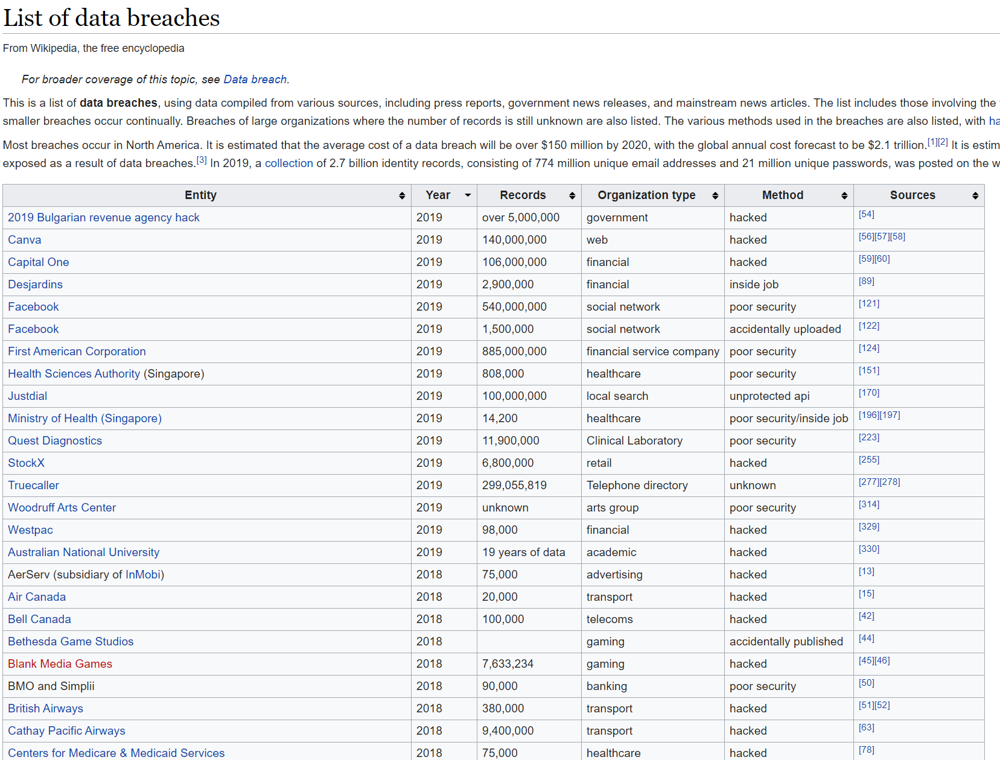 List of data breaches
From Wikipedia, the free encyclopedia
For broader coverage of this topic, see Data breach.
This is a list of data breaches, using data compiled from various sources, including press reports, government news releases, and mainstream news articles. The list includes those involving the
smaller breaches occur continually. Breaches of large organizations where the number of records is still unknown are also listed. The various methods used in the breaches are also listed, with ha
Most breaches occur in North America. It is estimated that the average cost of a data breach will be over $150 million by 2020, with the global annual cost forecast to be $2.1 trillion.[1][2] It is estim
exposed as a result of data breaches.[3] In 2019, a collection of 2.7 billion identity records, consisting of 774 million unique email addresses and 21 million unique passwords, was posted on the w
Entity Year Records Organization type Method Sources
2019 Bulgarian revenue agency hack 2019 over 5,000,000 government hacked [54]
Canva 2019 140,000,000 web hacked [56][57][58]
Capital One 2019 106,000,000 financial hacked [59][60]
Desjardins 2019 2,900,000 financial inside job [89]
Facebook 2019 540,000,000 social network poor security [121]
Facebook 2019 1,500,000 social network accidentally uploaded [122]
First American Corporation 2019 885,000,000 financial service company poor security [124]
Health Sciences Authority (Singapore) 2019 808,000 healthcare poor security [151]
Justdial 2019 100,000,000 local search unprotected api [170]
Ministry of Health (Singapore) 2019 14,200 healthcare poor security/inside job [196][197]
Quest Diagnostics 2019 11,900,000 Clinical Laboratory poor security [223]
StockX 2019 6,800,000 retail hacked [255]
Truecaller 2019 299,055,819 Telephone directory unknown [277][278]
Woodruff Arts Center 2019 unknown arts group poor security [314]
Westpac 2019 98,000 financial hacked [329]
Australian National University 2019 19 years of data academic hacked [330]
AerServ (subsidiary of InMobi) 2018 75,000 advertising hacked [13]
Air Canada 2018 20,000 transport hacked [15]
Bell Canada 2018 100,000 telecoms hacked [42]
Bethesda Game Studios 2018 gaming accidentally published [44]
Blank Media Games 2018 7,633,234 gaming hacked [45][46]
BMO and Simplii 2018 90,000 banking poor security [50]
British Airways 2018 380,000 transport hacked [51][52]
Cathay Pacific Airways 2018 9,400,000 transport hacked [63]
Centers for Medicare & Medicaid Services 2018 75,000 healthcare hacked [78]